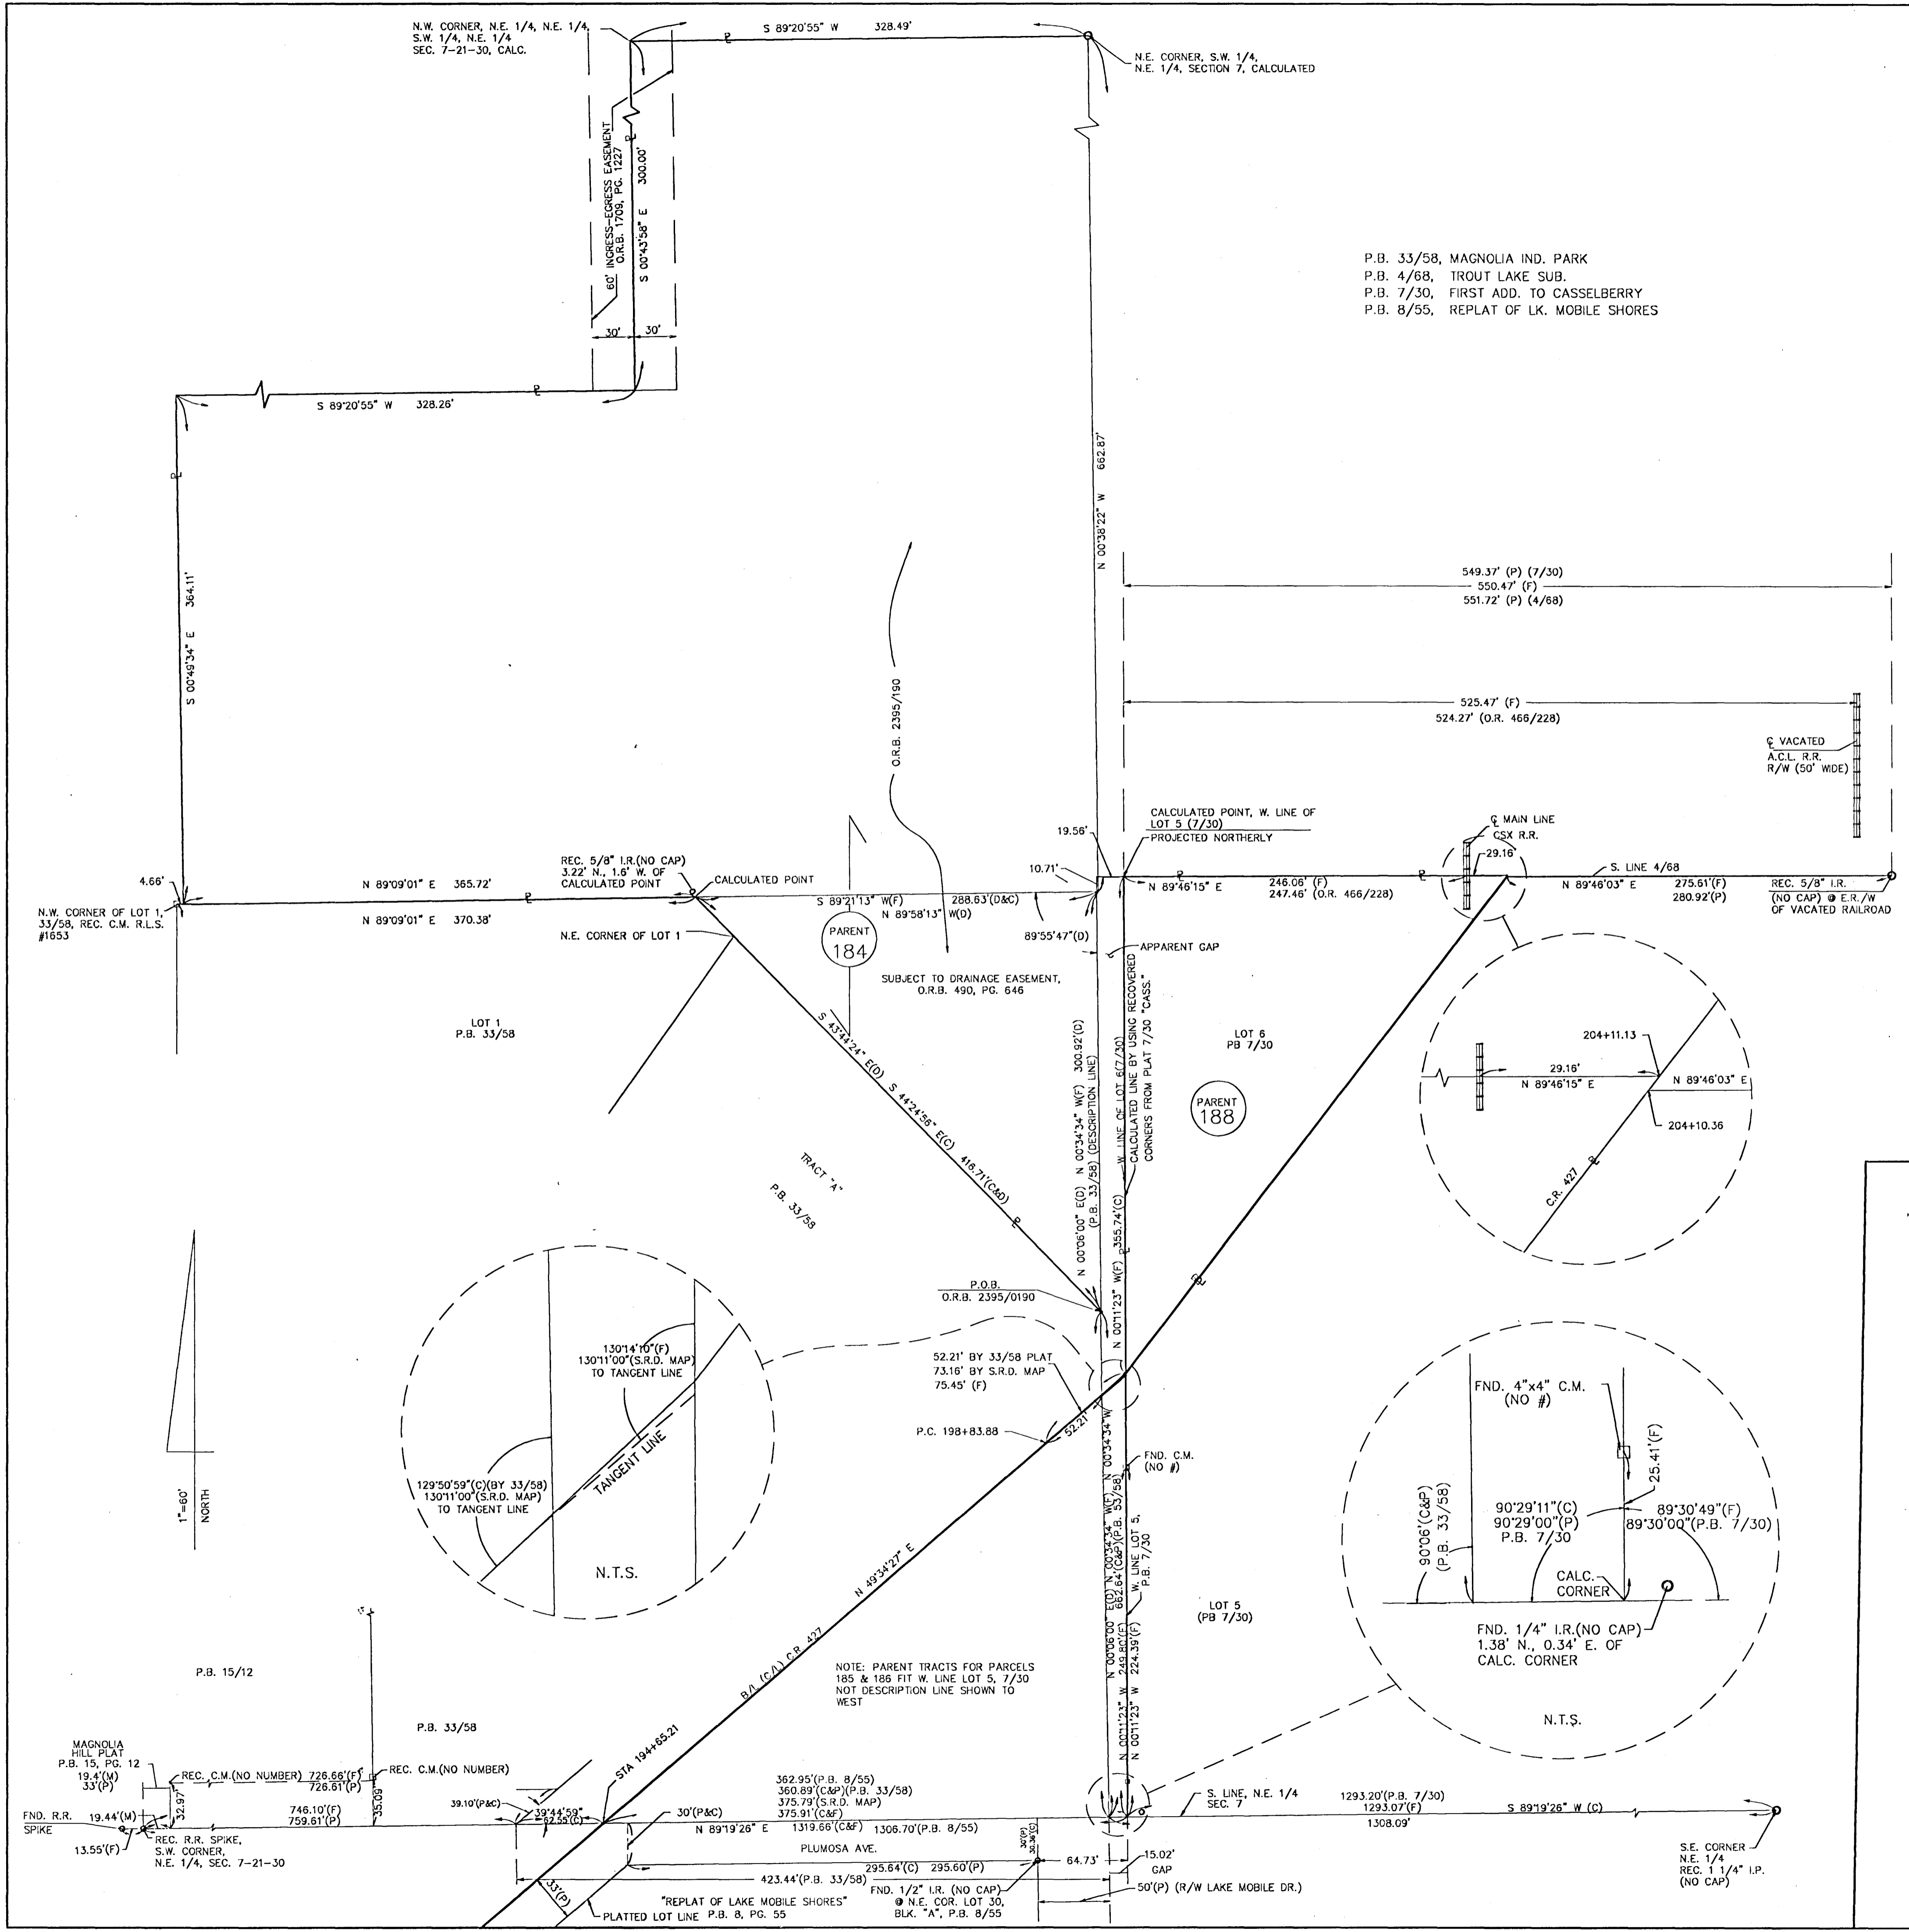 N.W. CORNER, N.E. 1/4, N.E. 1/4,
S.W. 1/4, N.E. 1/4
SEC. 7-21-30, CALC.
S 89°20'55" W 328.49'
N.E. CORNER, S.W. 1/4,
N.E. 1/4, SECTION 7, CALCULATED
60' INGRESS-EGRESS EASEMENT
O.R.B. 1709, PG. 1227
S 00°43'58" E 300.00'
30' 30'
P.B. 33/58, MAGNOLIA IND. PARK
P.B. 4/68, TROUT LAKE SUB.
P.B. 7/30, FIRST ADD. TO CASSELBERRY
P.B. 8/55, REPLAT OF LK. MOBILE SHORES
S 89°20'55" W 328.26'
N 00°38'22" W 662.87'
S 00°49'34" E 364.11'
549.37' (P) (7/30)
550.47' (F)
551.72' (P) (4/68)
O.R.B. 2395/190
525.47' (F)
524.27' (O.R. 466/228)
℄ VACATED
A.C.L. R.R.
R/W (50' WIDE)
CALCULATED POINT, W. LINE OF
LOT 5 (7/30)
PROJECTED NORTHERLY
19.56'
10.71'
℄ MAIN LINE
CSX R.R.
29.16'
S. LINE 4/68
N 89°46'15" E 246.06' (F)
247.46' (O.R. 466/228)
N 89°46'03" E 275.61'(F)
280.92'(P)
REC. 5/8" I.R.
(NO CAP) @ E.R./W
OF VACATED RAILROAD
4.66'
N 89°09'01" E 365.72'
REC. 5/8" I.R.(NO CAP)
3.22' N., 1.6' W. OF
CALCULATED POINT
CALCULATED POINT
S 89°21'13" W(F) 288.63'(D&C)
N 89°58'13" W(D)
N.W. CORNER OF LOT 1,
33/58, REC. C.M. R.L.S.
#1653
N 89°09'01" E 370.38'
N.E. CORNER OF LOT 1
PARENT
184
89°55'47"(D)
APPARENT GAP
SUBJECT TO DRAINAGE EASEMENT,
O.R.B. 490, PG. 646
LOT 1
P.B. 33/58
S 43°44'24" E(D) S 44°24'56" E(C) 416.71'(C&D)
N 00°06'00" E(D) N 00°34'34" W(F) 300.92'(D)
(P.B. 33/58) (DESCRIPTION LINE)
N 00°11'23" W(F) 355.74'(C) W. LINE OF LOT 6(7/30)
CALCULATED LINE BY USING RECOVERED
CORNERS FROM PLAT 7/30 "CASS."
LOT 6
PB 7/30
PARENT
188
204+11.13
29.16'
N 89°46'15" E
N 89°46'03" E
204+10.36
C.R. 427
TRACT "A"
P.B. 33/58
P.O.B.
O.R.B. 2395/0190
130°14'10"(F)
130°11'00"(S.R.D. MAP)
TO TANGENT LINE
TANGENT LINE
129°50'59"(C)(BY 33/58)
130°11'00"(S.R.D. MAP)
TO TANGENT LINE
N.T.S.
52.21' BY 33/58 PLAT
73.16' BY S.R.D. MAP
75.45' (F)
P.C. 198+83.88
52.21'
N 00°34'34" W
FND. C.M.
(NO #)
FND. 4"x4" C.M.
(NO #)
25.41'(F)
90°06'(C&P)
(P.B. 33/58)
90°29'11"(C)
90°29'00"(P)
P.B. 7/30
89°30'49"(F)
89°30'00"(P.B. 7/30)
CALC.
CORNER
FND. 1/4" I.R.(NO CAP)
1.38' N., 0.34' E. OF
CALC. CORNER
N.T.S.
1"=60'
NORTH
N 49°34'27" E
B/L (C/L) C.R. 427
N 00°06'00" E(D) N 00°34'34" W(F)
662.64'(C&P)(P.B. 53/58)
W. LINE LOT 5,
P.B. 7/30
N 00°11'23" W 249.80'(F)
N 00°11'23" W 224.39'(F)
LOT 5
(PB 7/30)
NOTE: PARENT TRACTS FOR PARCELS
185 & 186 FIT W. LINE LOT 5, 7/30
NOT DESCRIPTION LINE SHOWN TO
WEST
P.B. 15/12
P.B. 33/58
STA 194+65.21
MAGNOLIA
HILL PLAT
P.B. 15, PG. 12
19.4'(M)
33'(P)
REC. C.M.(NO NUMBER) 726.66'(F)
726.61'(P)
REC. C.M.(NO NUMBER)
32.97'
35.09'
FND. R.R.
SPIKE
19.44'(M)
13.55'(F)
746.10'(F)
759.61'(P)
REC. R.R. SPIKE,
S.W. CORNER,
N.E. 1/4, SEC. 7-21-30
39.10'(P&C)
39°44'59"
62.55'(C)
362.95'(P.B. 8/55)
360.89'(C&P)(P.B. 33/58)
375.79'(S.R.D. MAP)
375.91'(C&F)
30'(P&C)
N 89°19'26" E 1319.66'(C&F) 1306.70'(P.B. 8/55)
PLUMOSA AVE.
30'(P)
30.36'(C)
295.64'(C) 295.60'(P)
64.73'
15.02'
GAP
423.44'(P.B. 33/58)
50'(P) (R/W LAKE MOBILE DR.)
33'(P)
"REPLAT OF LAKE MOBILE SHORES"
PLATTED LOT LINE P.B. 8, PG. 55
FND. 1/2" I.R. (NO CAP)
@ N.E. COR. LOT 30,
BLK. "A", P.B. 8/55
S. LINE, N.E. 1/4
SEC. 7
1293.20'(P.B. 7/30)
1293.07'(F)
1308.09'
S 89°19'26" W (C)
S.E. CORNER
N.E. 1/4
REC. 1 1/4" I.P.
(NO CAP)